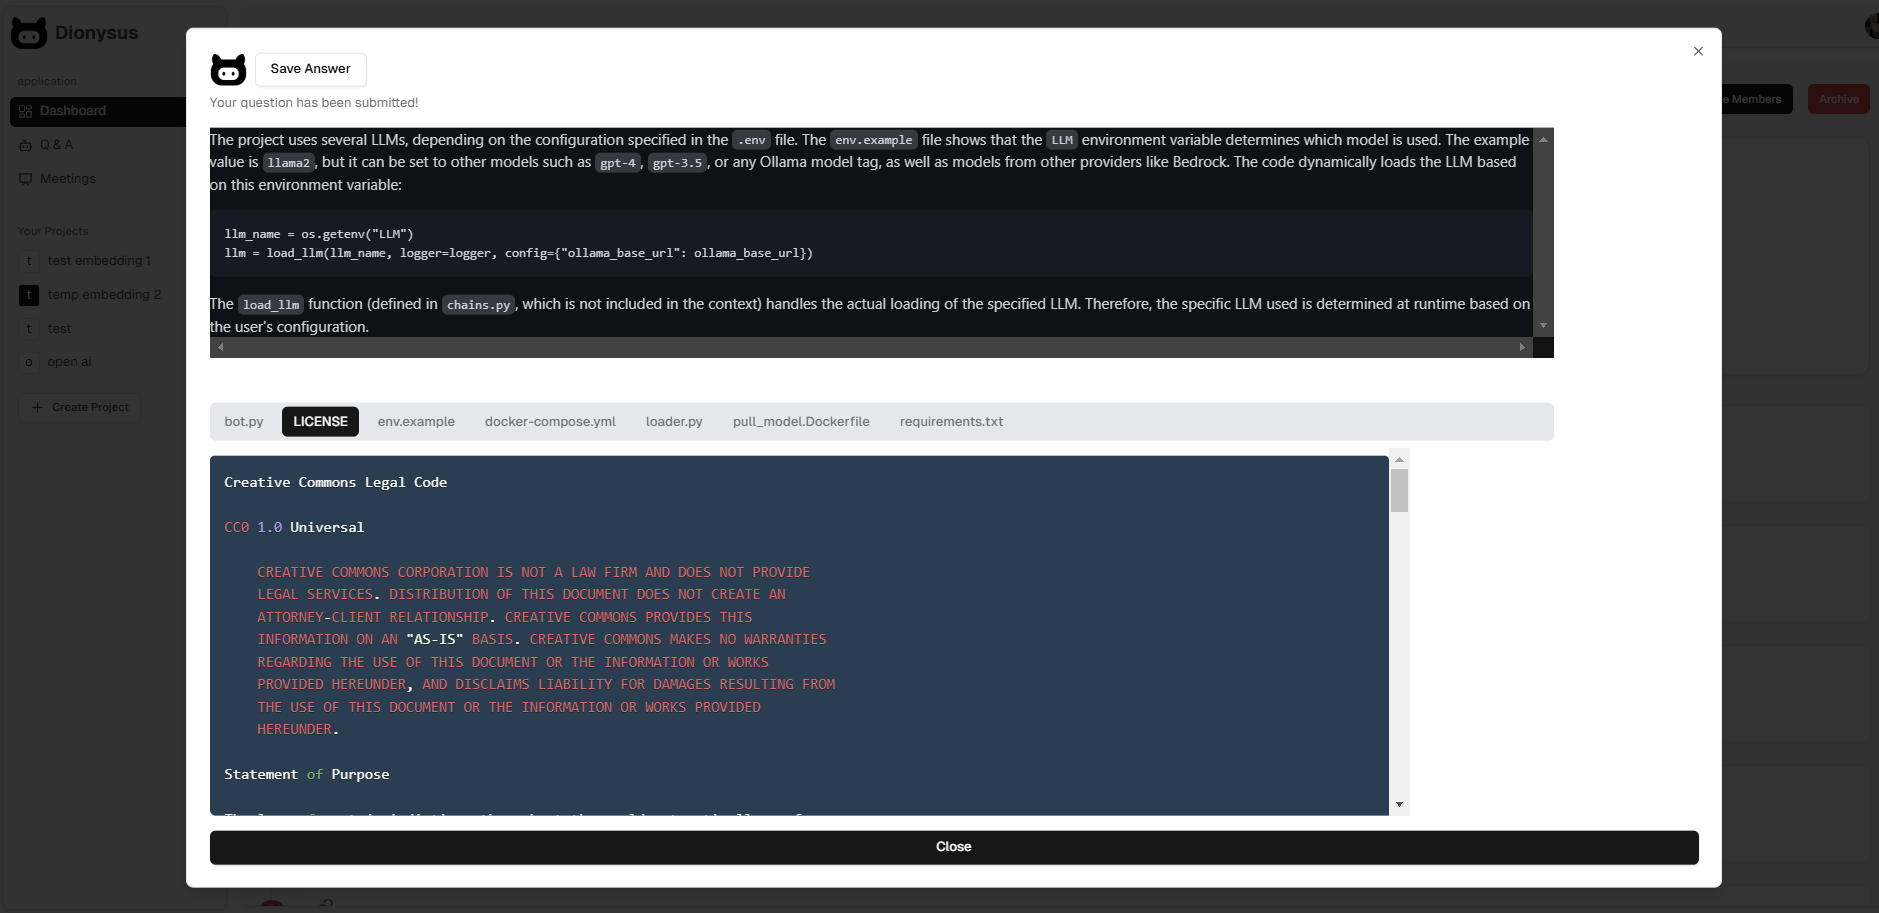 Dionysus
application
Dashboard
Q & A
Meetings
Your Projects
t test embedding 1
t temp embedding 2
t test
o open ai
+ Create Project
Members
Archive
Save Answer
Your question has been submitted!
The project uses several LLMs, depending on the configuration specified in the .env file. The env.example file shows that the LLM environment variable determines which model is used. The example
value is llama2, but it can be set to other models such as gpt-4, gpt-3.5, or any Ollama model tag, as well as models from other providers like Bedrock. The code dynamically loads the LLM based
on this environment variable:
llm_name = os.getenv("LLM")
llm = load_llm(llm_name, logger=logger, config={"ollama_base_url": ollama_base_url})
The load_llm function (defined in chains.py, which is not included in the context) handles the actual loading of the specified LLM. Therefore, the specific LLM used is determined at runtime based on
the user's configuration.
bot.py LICENSE env.example docker-compose.yml loader.py pull_model.Dockerfile requirements.txt
Creative Commons Legal Code
CC0 1.0 Universal
CREATIVE COMMONS CORPORATION IS NOT A LAW FIRM AND DOES NOT PROVIDE
LEGAL SERVICES. DISTRIBUTION OF THIS DOCUMENT DOES NOT CREATE AN
ATTORNEY-CLIENT RELATIONSHIP. CREATIVE COMMONS PROVIDES THIS
INFORMATION ON AN "AS-IS" BASIS. CREATIVE COMMONS MAKES NO WARRANTIES
REGARDING THE USE OF THIS DOCUMENT OR THE INFORMATION OR WORKS
PROVIDED HEREUNDER, AND DISCLAIMS LIABILITY FOR DAMAGES RESULTING FROM
THE USE OF THIS DOCUMENT OR THE INFORMATION OR WORKS PROVIDED
HEREUNDER.
Statement of Purpose
Close